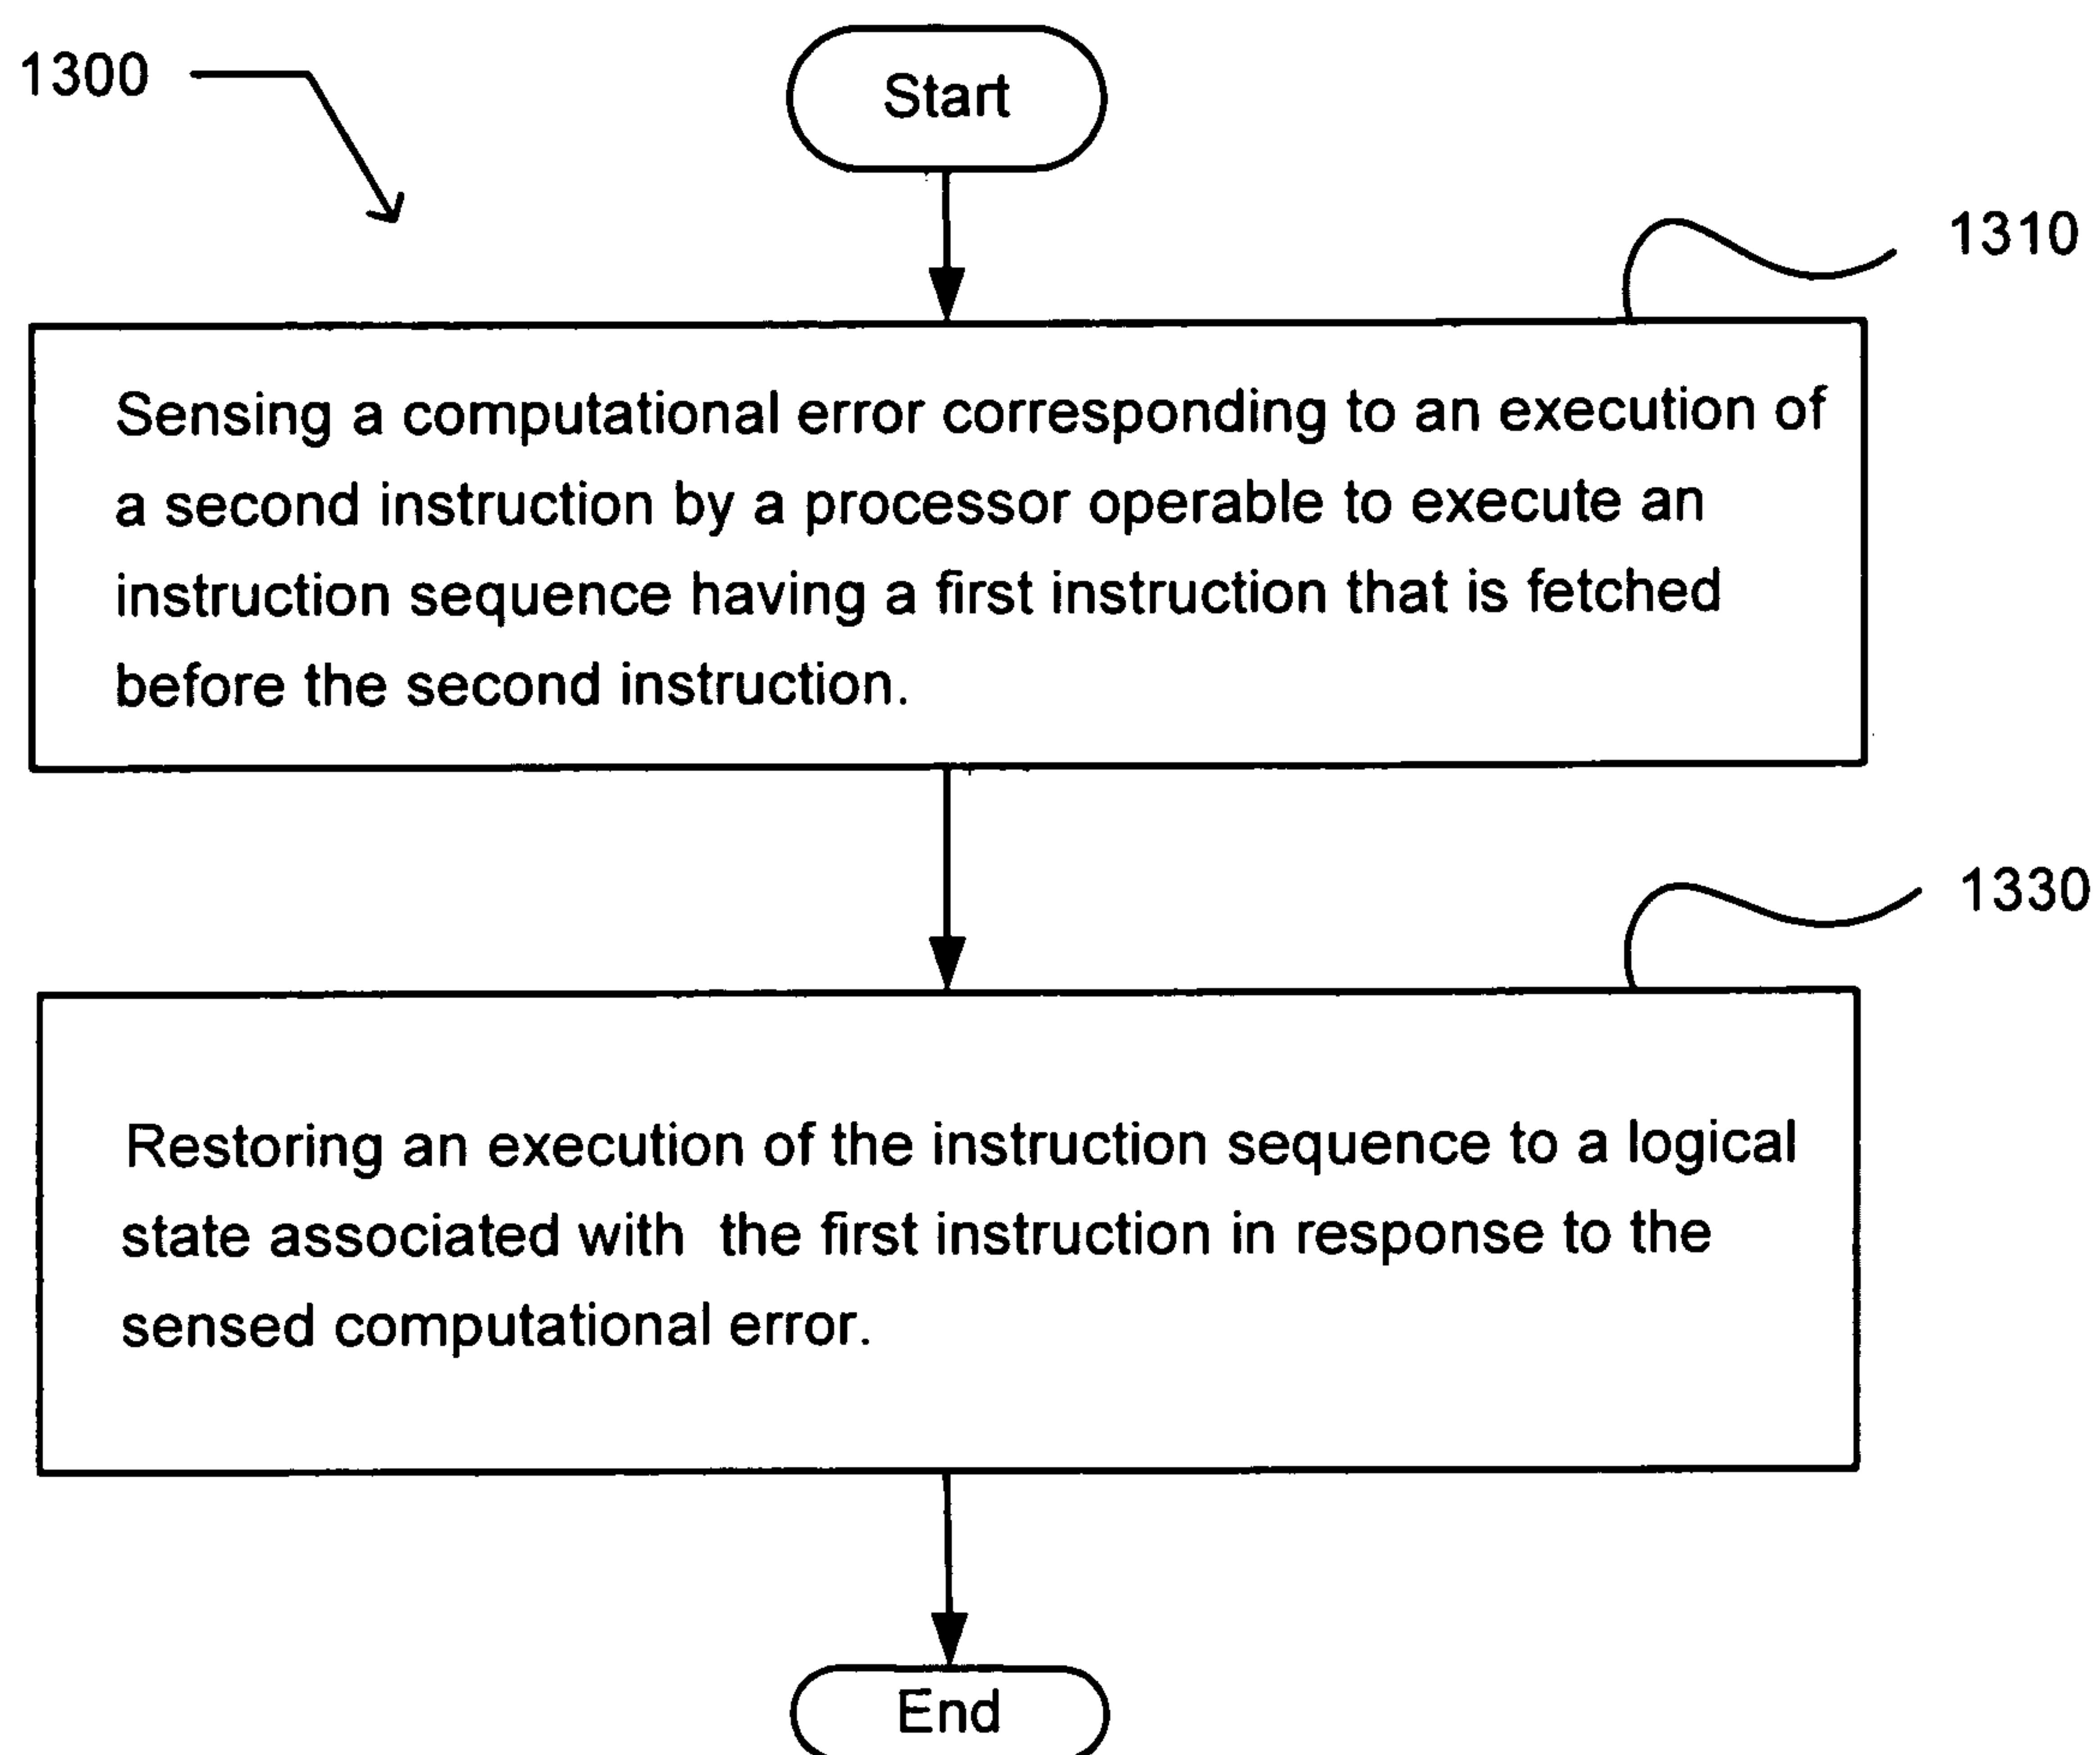 1300
Start
1310
Sensing a computational error corresponding to an execution of
a second instruction by a processor operable to execute an
instruction sequence having a first instruction that is fetched
before the second instruction.
1330
Restoring an execution of the instruction sequence to a logical
state associated with the first instruction in response to the
sensed computational error.
End